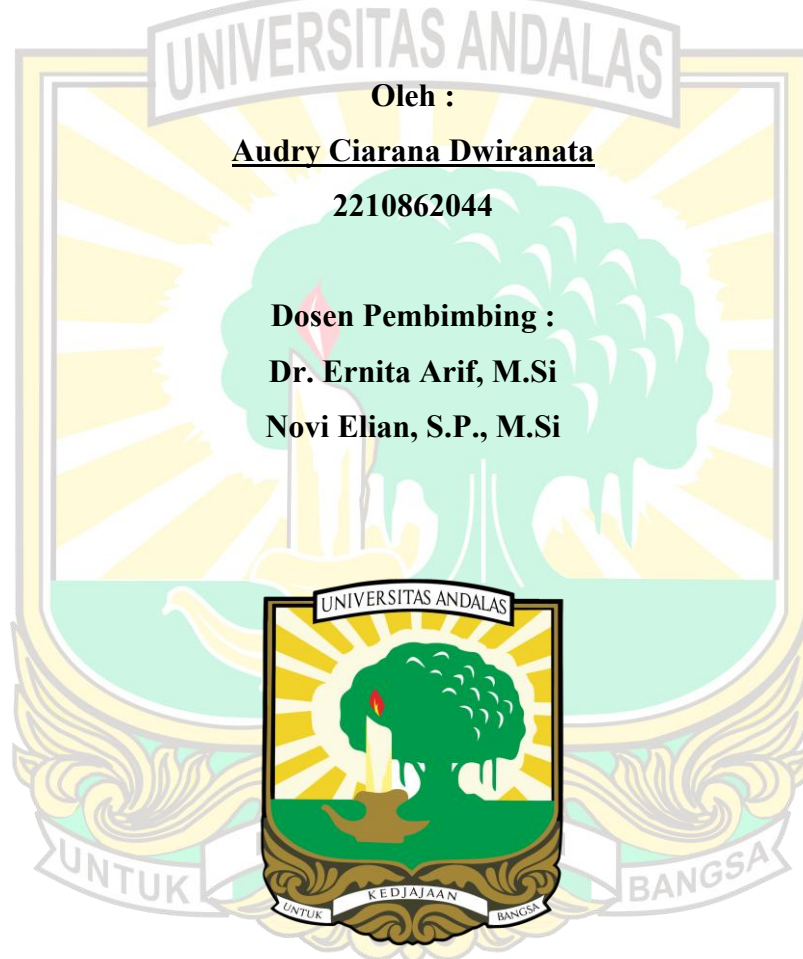 UNIVERSITAS ANDALAS
Oleh :
Audry Ciarana Dwiranata
2210862044
Dosen Pembimbing :
Dr. Ernita Arif, M.Si
Novi Elian, S.P., M.Si
UNIVERSITAS ANDALAS
UNTUK KEDJAJAAN BANGSA
UNTUK BANGSA